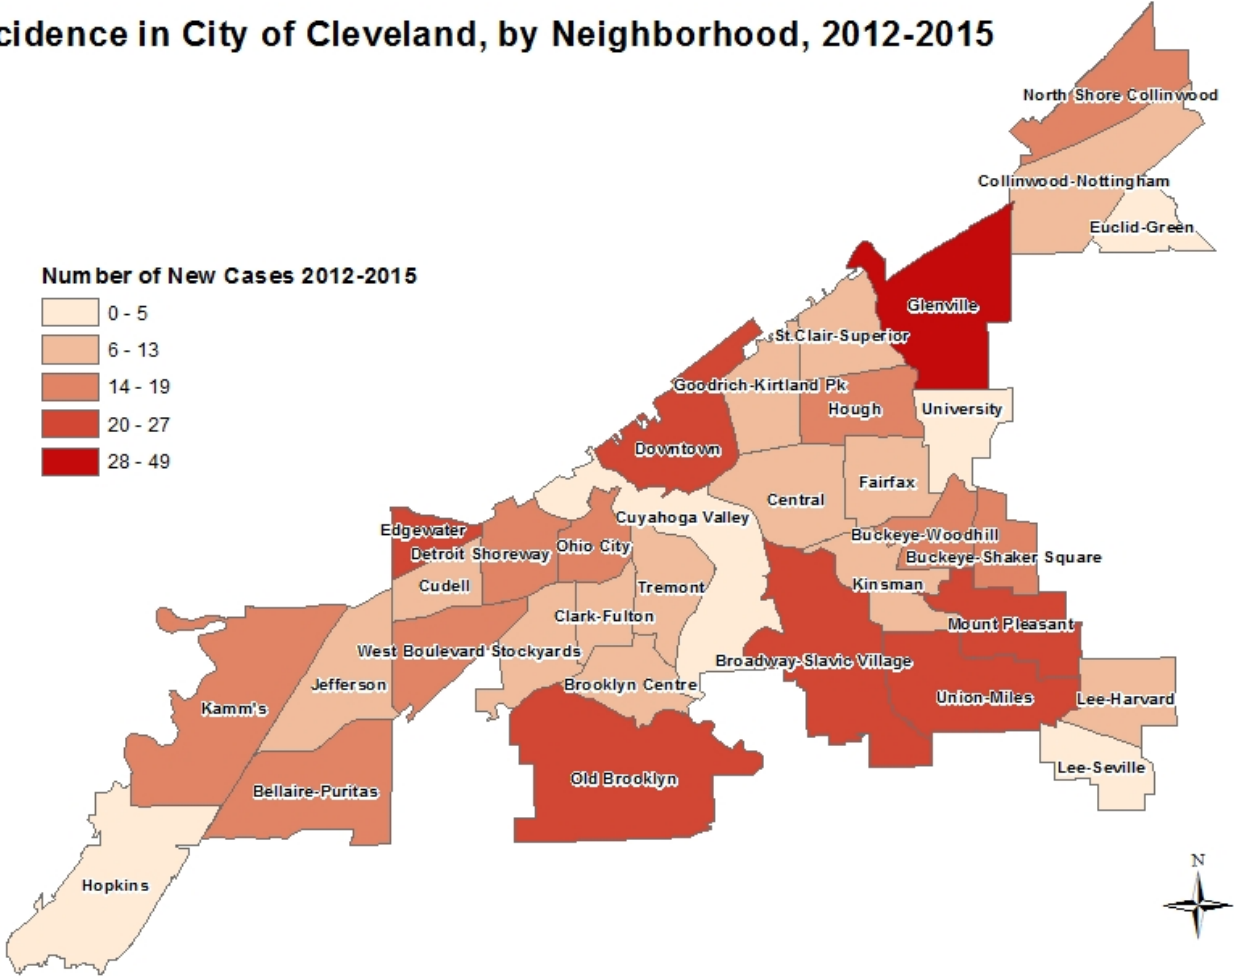 cidence in City of Cleveland, by Neighborhood, 2012-2015
North Shore Collinwood
Collinwood-Nottingham
Euclid-Green
Number of New Cases 2012-2015
0 - 5
6 - 13
14 - 19
20 - 27
28 - 49
Glenville
St.Clair-Superior
Goodrich-Kirtland Pk
Hough
University
Downtown
Fairfax
Central
Cuyahoga Valley
Edgewater
Buckeye-Woodhill
Ohio City
Detroit Shoreway
Buckeye-Shaker Square
Cudell
Tremont
Kinsman
Clark-Fulton
Mount Pleasant
West Boulevard
Stockyards
Broadway-Slavic Village
Jefferson
Brooklyn Centre
Union-Miles
Lee-Harvard
Kamm's
Lee-Seville
Old Brooklyn
Bellaire-Puritas
Hopkins
N